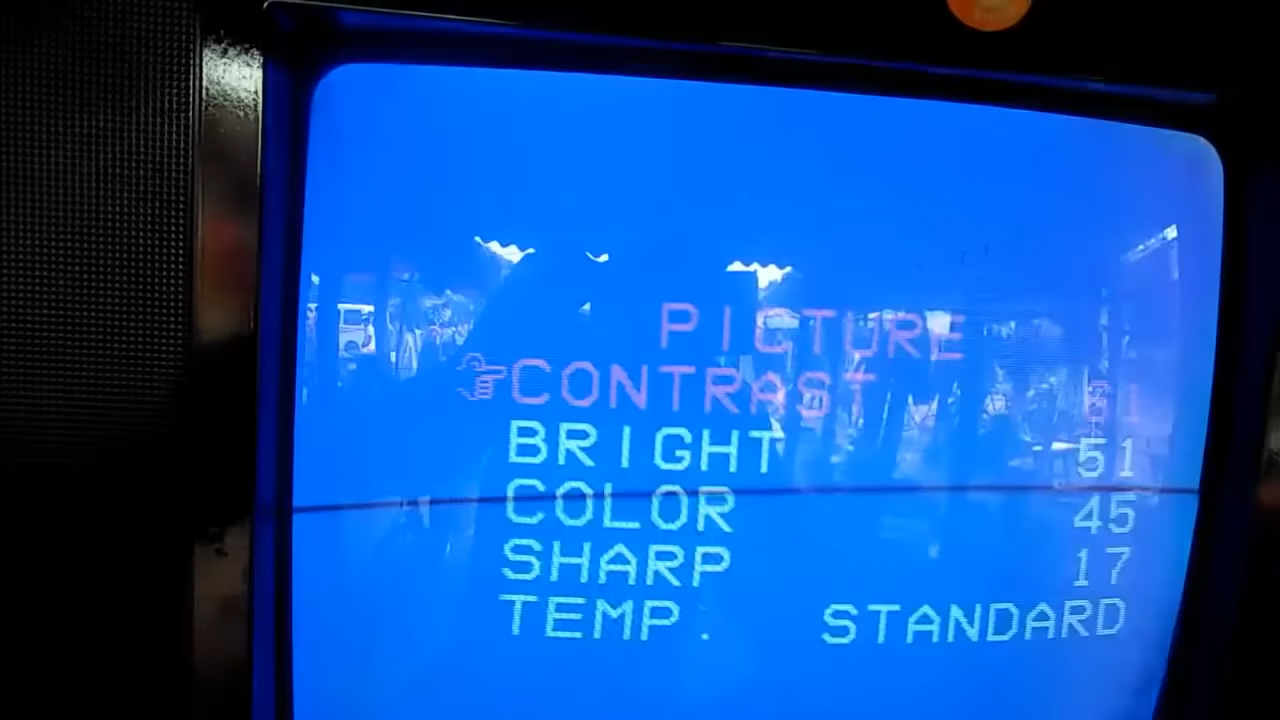 PICTURE
CONTRAST
BRIGHT 51
COLOR 45
SHARP 17
TEMP. STANDARD